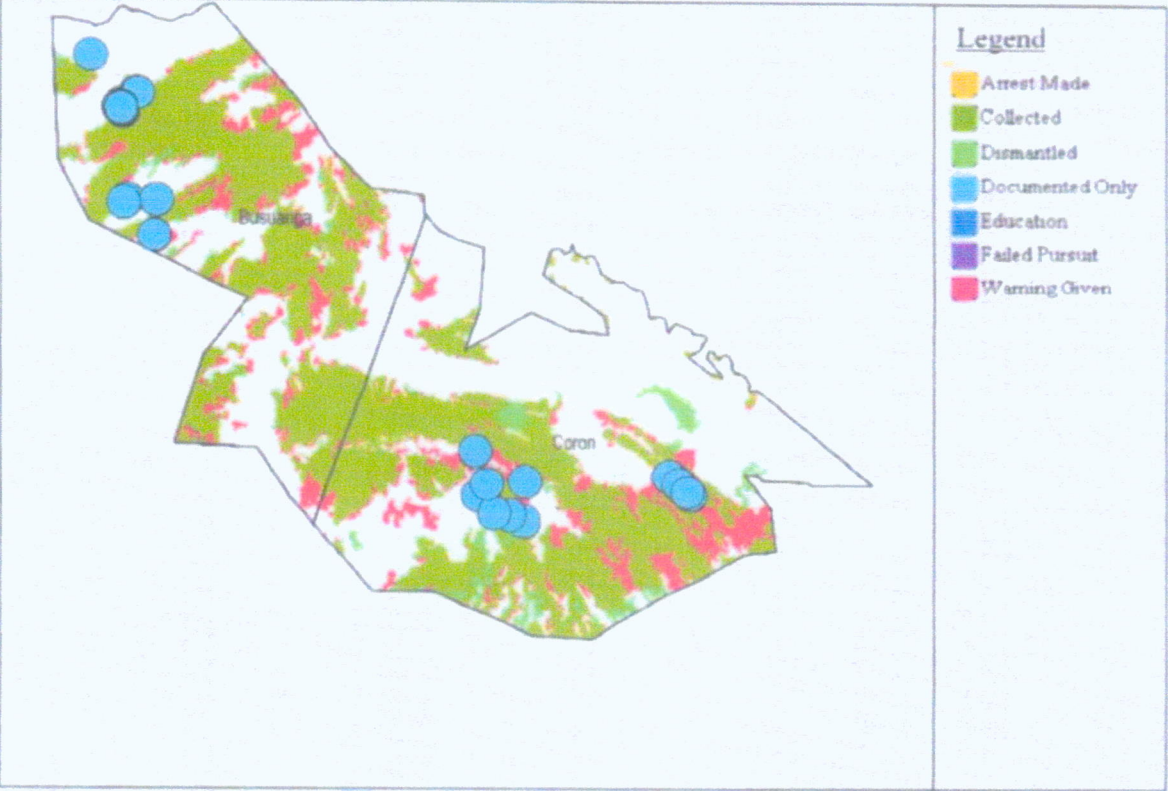 Legend
Arrest Made
Collected
Dismantled
Documented Only
Education
Failed Pursuit
Warning Given
Busuanga
Coron